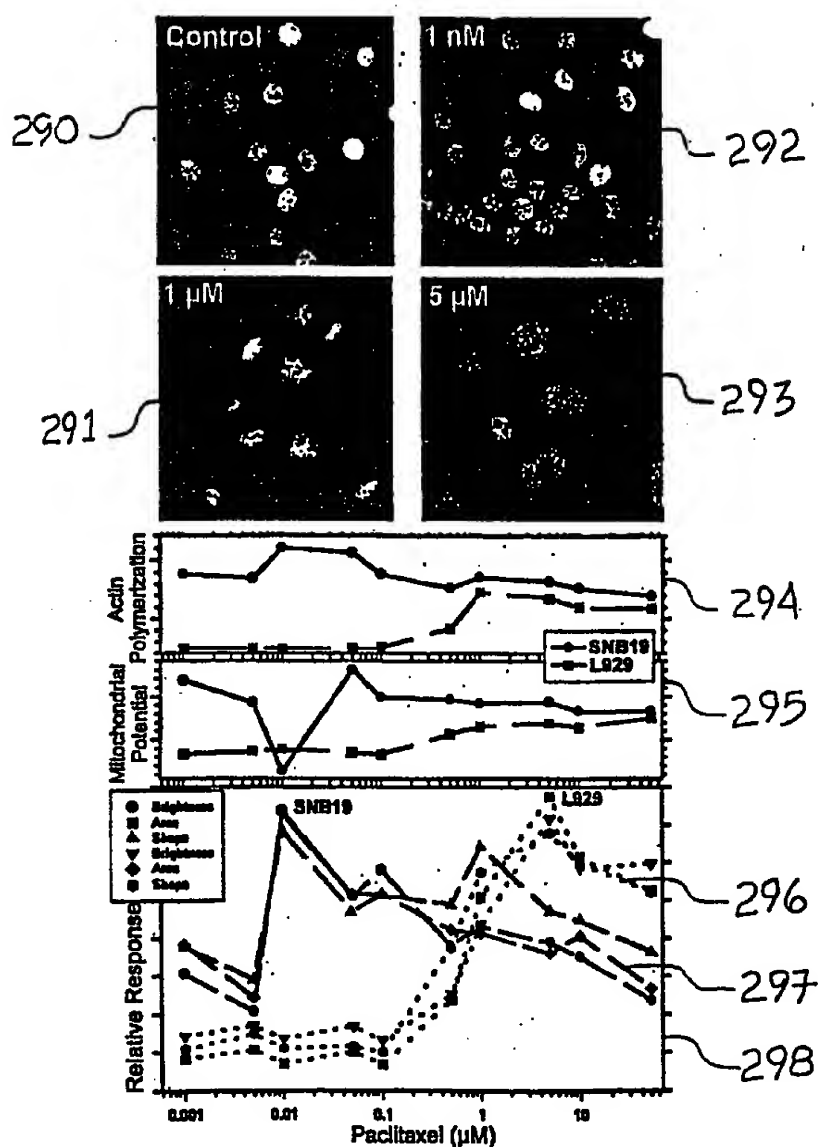 Control
1 nM
290
292
1 µM
5 µM
291
293
Actin
Polymerization
294
SNB19
L929
Mitochondrial
Potential
295
Brightness
Area
Shape
Brightness
Area
Shape
SNB19
L929
Relative Response
296
297
298
0.001
0.01
0.1
1
10
Paclitaxel (µM)